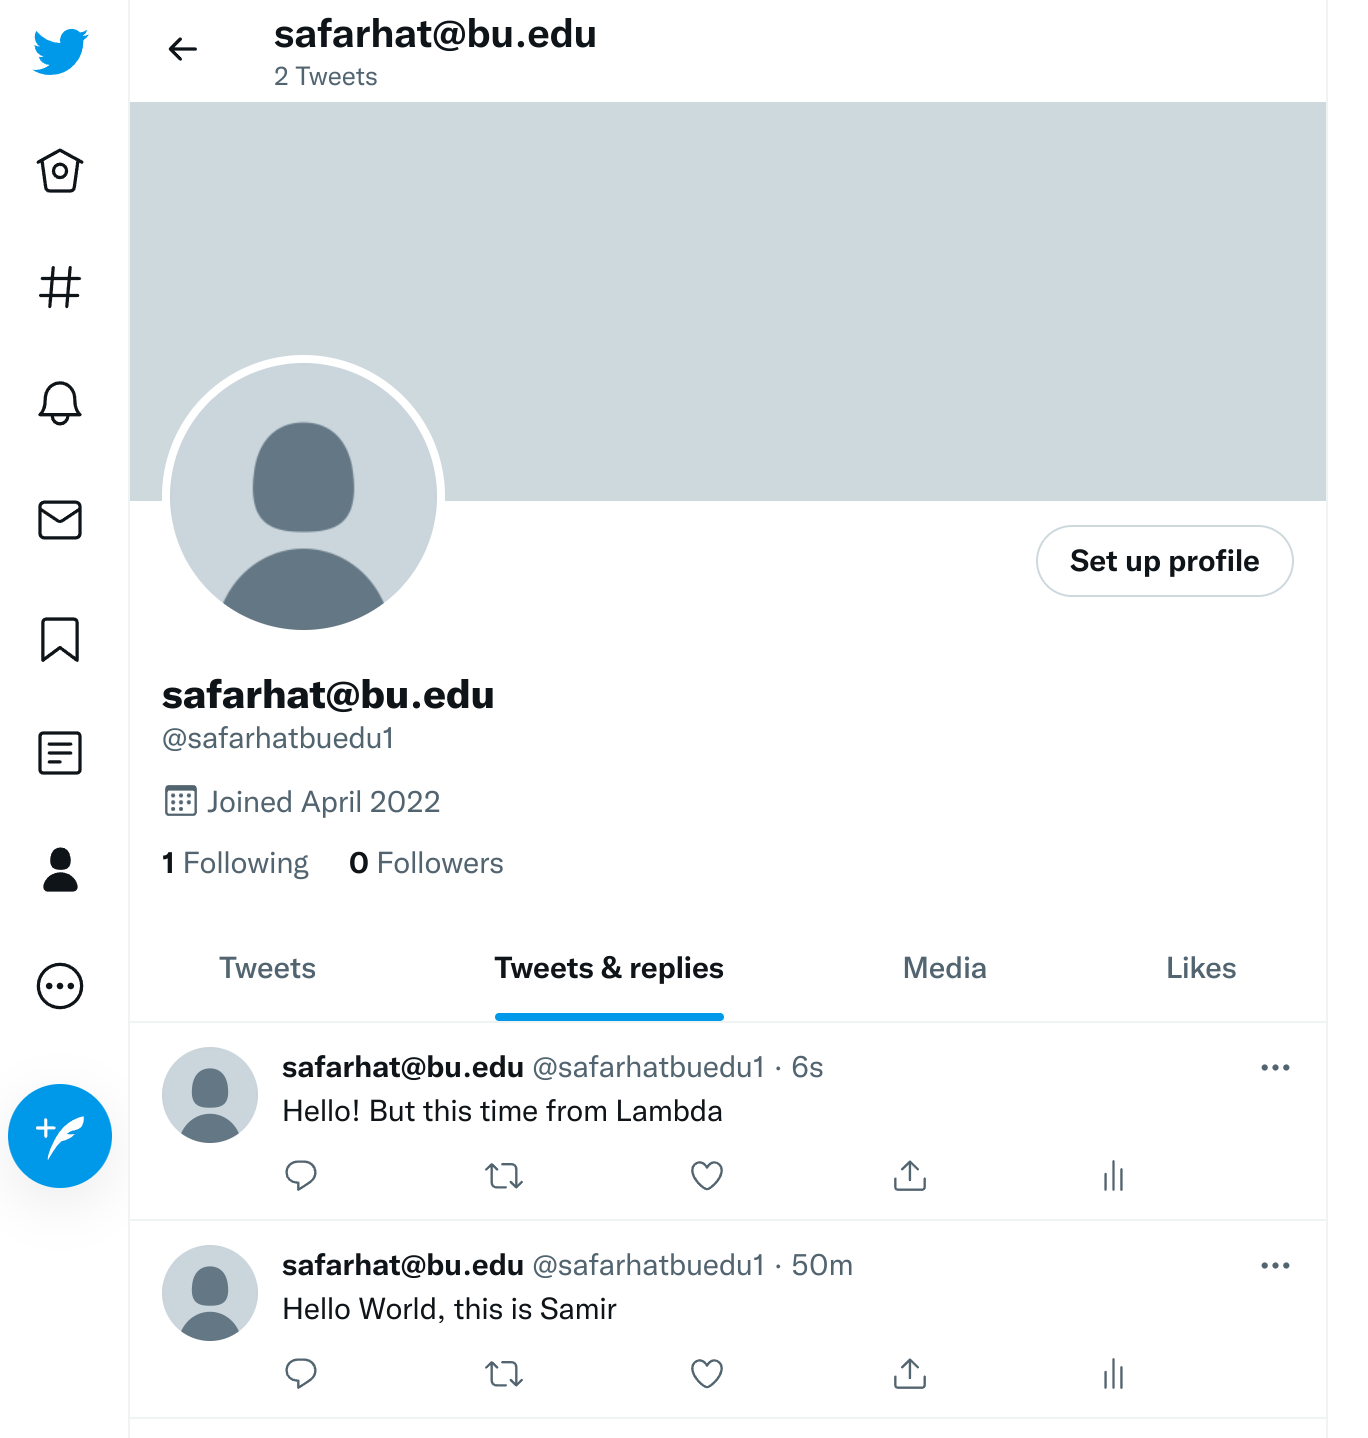 safarhat@bu.edu
2 Tweets
Set up profile
safarhat@bu.edu
@safarhatbuedu1
Joined April 2022
1 Following 0 Followers
Tweets Tweets & replies Media Likes
safarhat@bu.edu @safarhatbuedu1 · 6s
Hello! But this time from Lambda
safarhat@bu.edu @safarhatbuedu1 · 50m
Hello World, this is Samir